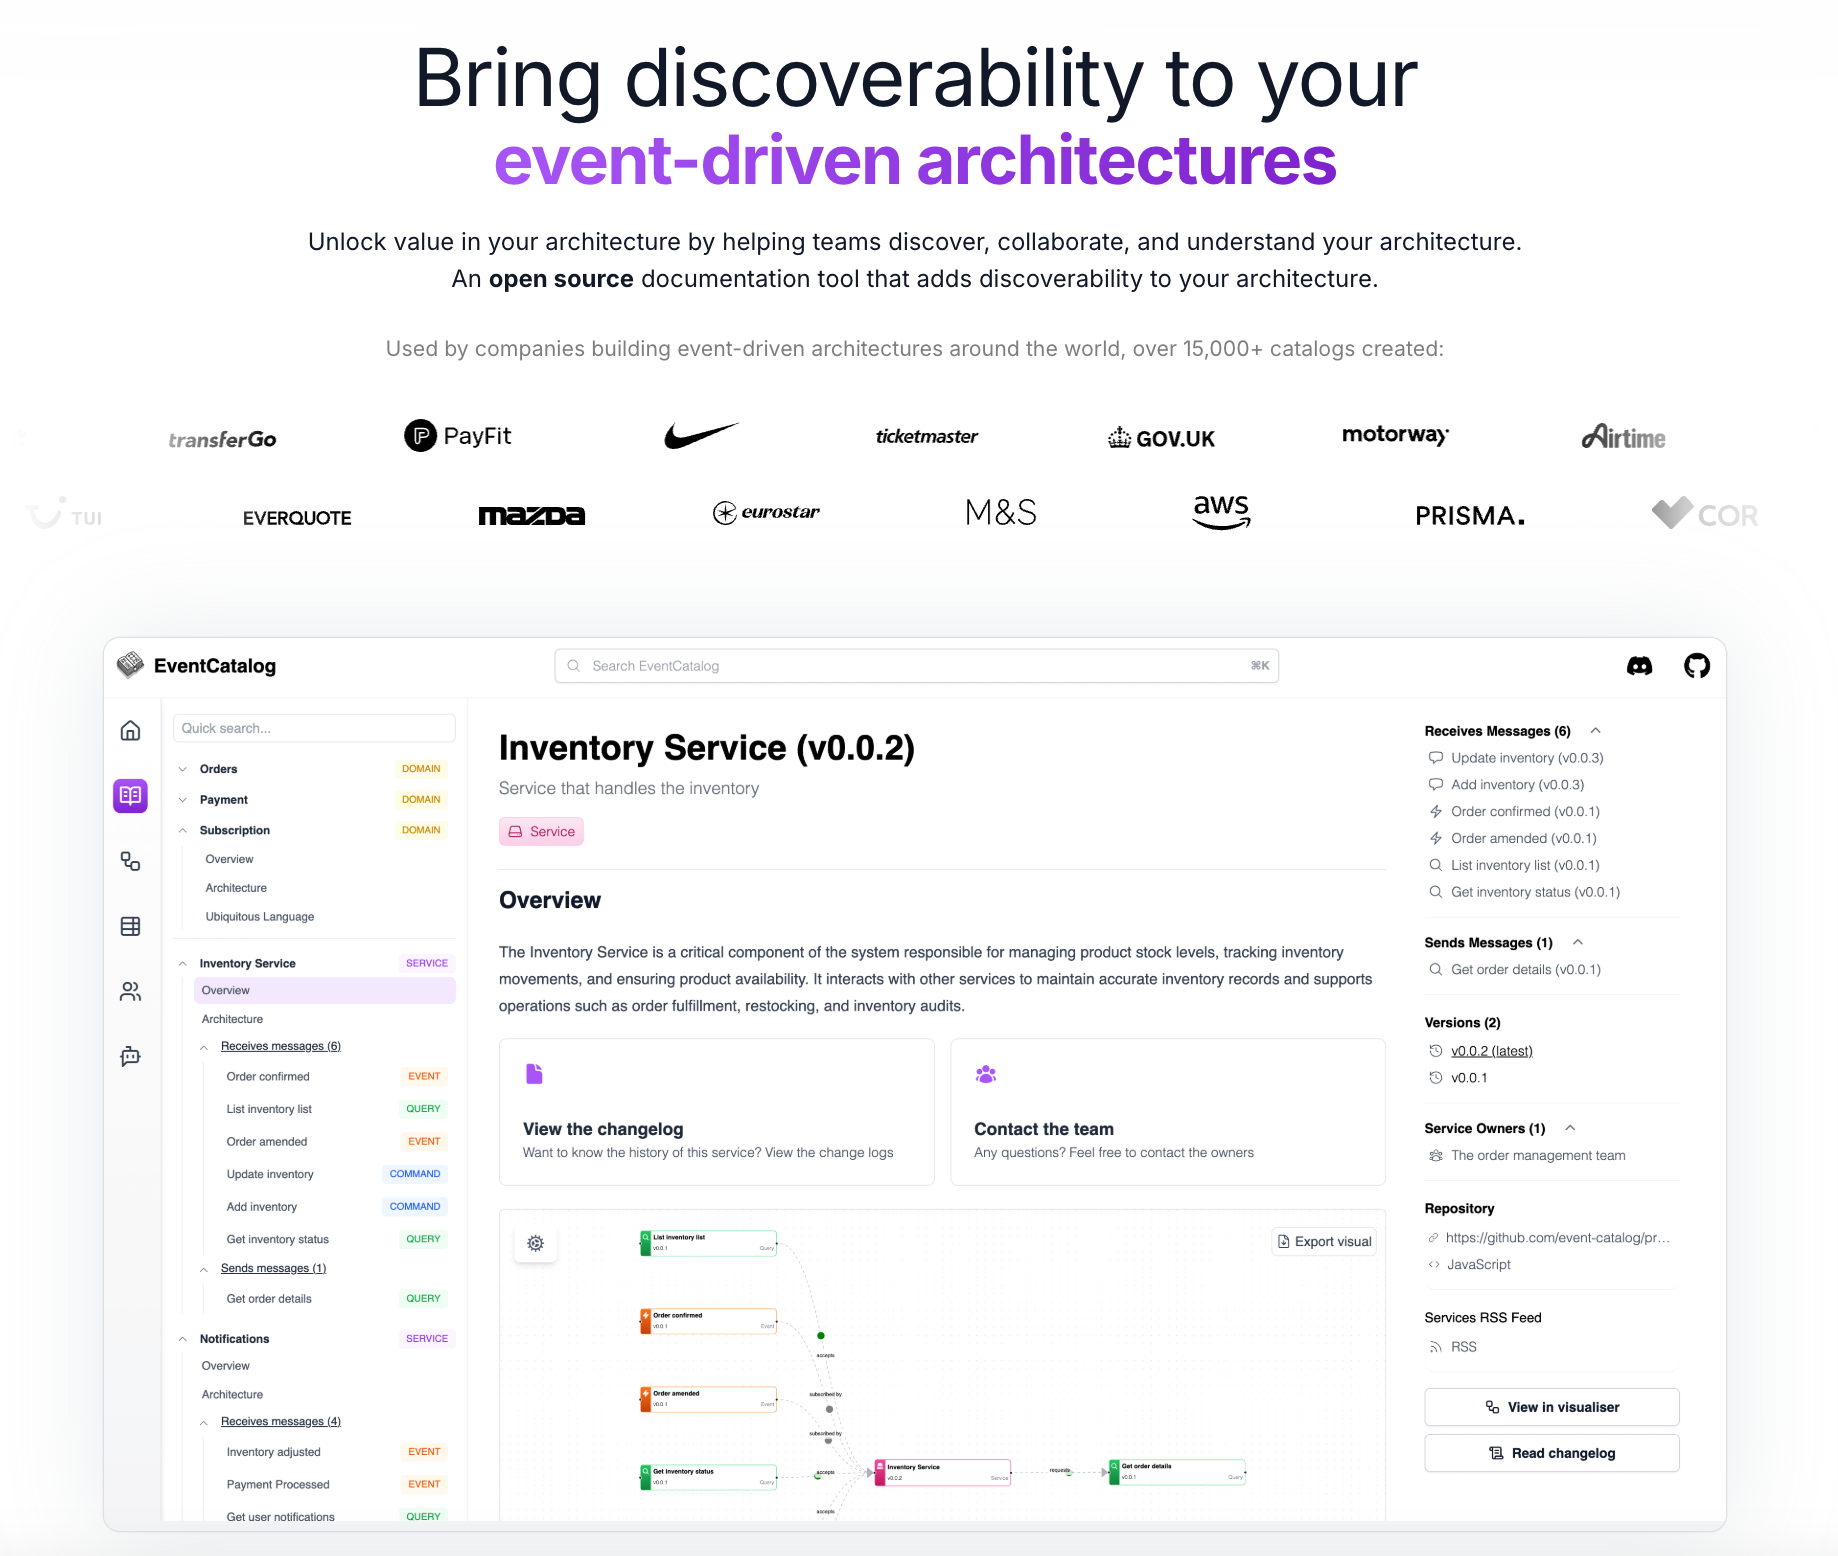 Bring discoverability to your
event-driven architectures
Unlock value in your architecture by helping teams discover, collaborate, and understand your architecture.
An open source documentation tool that adds discoverability to your architecture.
Used by companies building event-driven architectures around the world, over 15,000+ catalogs created:
transferGo PayFit ticketmaster GOV.UK motorway Airtime
TUI EVERQUOTE mazda eurostar M&S aws PRISMA. COR
EventCatalog
Search EventCatalog ⌘K
Quick search...
Orders DOMAIN
Payment DOMAIN
Subscription DOMAIN
Overview
Architecture
Ubiquitous Language
Inventory Service SERVICE
Overview
Architecture
Receives messages (6)
Order confirmed EVENT
List inventory list QUERY
Order amended EVENT
Update inventory COMMAND
Add inventory COMMAND
Get inventory status QUERY
Sends messages (1)
Get order details QUERY
Notifications SERVICE
Overview
Architecture
Receives messages (4)
Inventory adjusted EVENT
Payment Processed EVENT
Get user notifications QUERY
Inventory Service (v0.0.2)
Service that handles the inventory
Service
Overview
The Inventory Service is a critical component of the system responsible for managing product stock levels, tracking inventory
movements, and ensuring product availability. It interacts with other services to maintain accurate inventory records and supports
operations such as order fulfillment, restocking, and inventory audits.
View the changelog
Want to know the history of this service? View the change logs
Contact the team
Any questions? Feel free to contact the owners
Export visual
List inventory list
v0.0.1 Query
Order confirmed
v0.0.1 Event
accepts
Order amended
v0.0.1 Event
subscribed by
subscribed by
Get inventory status
v0.0.1 Query
accepts
Inventory Service
v0.0.2 Service
requests
Get order details
v0.0.1 Query
accepts
Receives Messages (6)
Update inventory (v0.0.3)
Add inventory (v0.0.3)
Order confirmed (v0.0.1)
Order amended (v0.0.1)
List inventory list (v0.0.1)
Get inventory status (v0.0.1)
Sends Messages (1)
Get order details (v0.0.1)
Versions (2)
v0.0.2 (latest)
v0.0.1
Service Owners (1)
The order management team
Repository
https://github.com/event-catalog/pr...
JavaScript
Services RSS Feed
RSS
View in visualiser
Read changelog